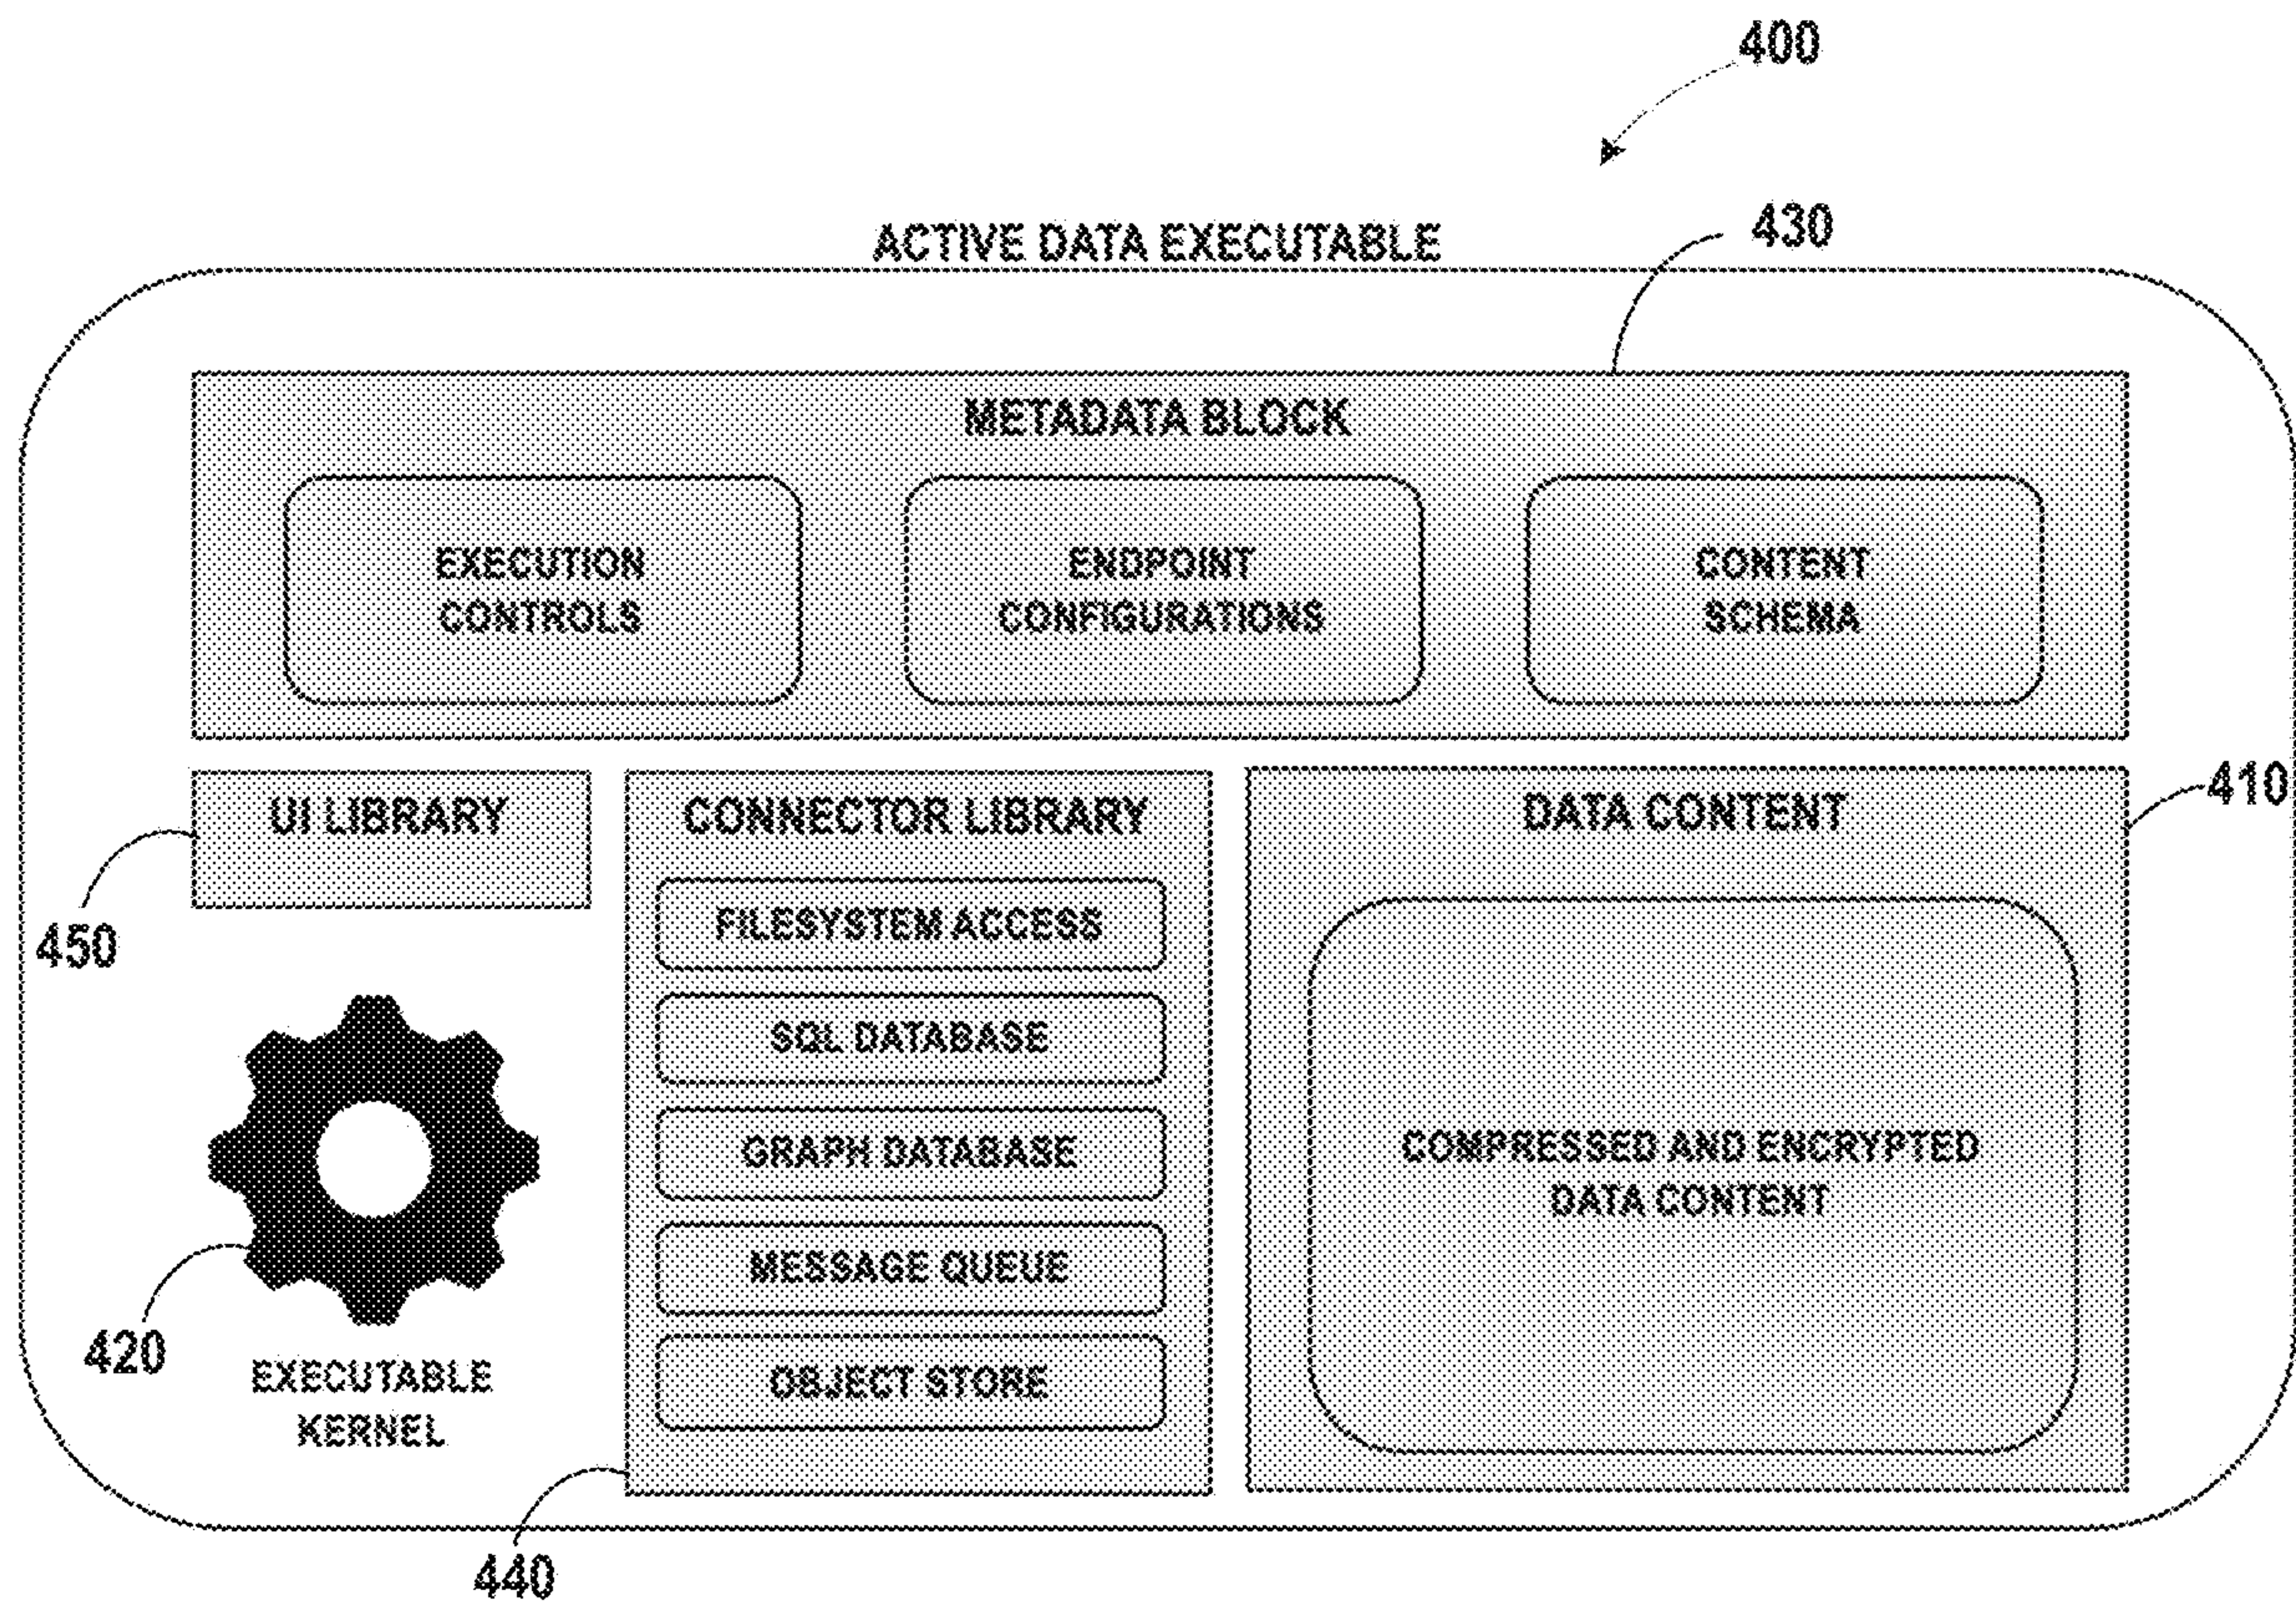 400
ACTIVE DATA EXECUTABLE
430
METADATA BLOCK
EXECUTION
CONTROLS
ENDPOINT
CONFIGURATIONS
CONTENT
SCHEMA
410
UI LIBRARY
450
CONNECTOR LIBRARY
FILESYSTEM ACCESS
SQL DATABASE
GRAPH DATABASE
MESSAGE QUEUE
OBJECT STORE
DATA CONTENT
COMPRESSED AND ENCRYPTED
DATA CONTENT
420
EXECUTABLE
KERNEL
440